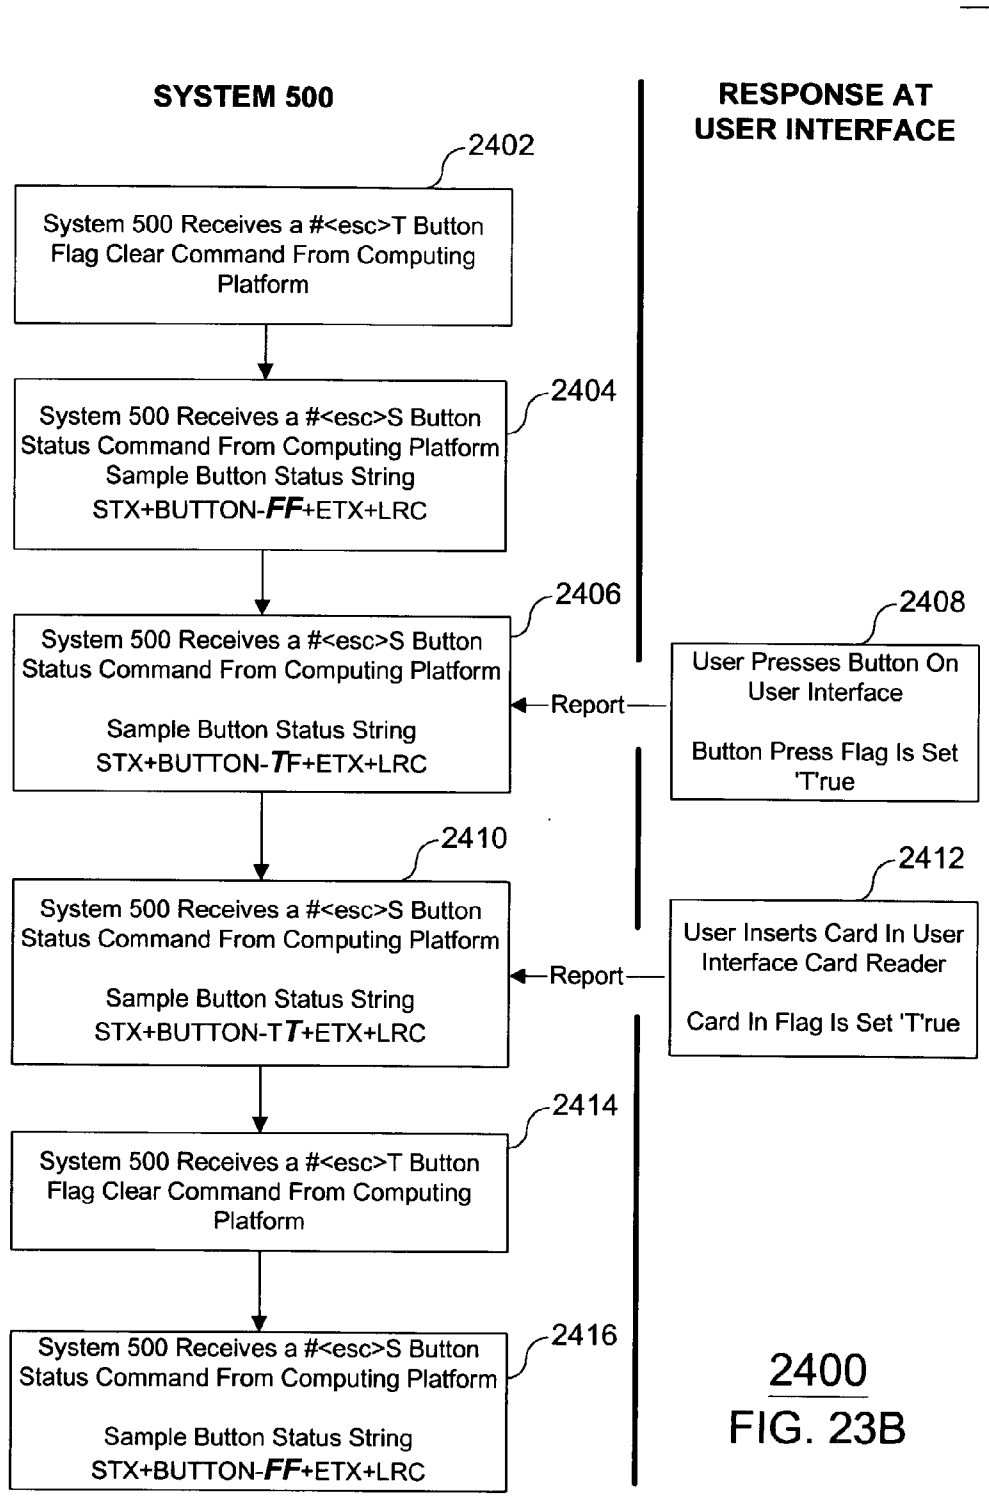 SYSTEM 500
RESPONSE AT
USER INTERFACE
2402
System 500 Receives a #<esc>T Button
Flag Clear Command From Computing
Platform
2404
System 500 Receives a #<esc>S Button
Status Command From Computing Platform
Sample Button Status String
STX+BUTTON-FF+ETX+LRC
2406
System 500 Receives a #<esc>S Button
Status Command From Computing Platform
Sample Button Status String
STX+BUTTON-TF+ETX+LRC
Report
2408
User Presses Button On
User Interface
Button Press Flag Is Set
'T'rue
2410
System 500 Receives a #<esc>S Button
Status Command From Computing Platform
Sample Button Status String
STX+BUTTON-TT+ETX+LRC
Report
2412
User Inserts Card In User
Interface Card Reader
Card In Flag Is Set 'T'rue
2414
System 500 Receives a #<esc>T Button
Flag Clear Command From Computing
Platform
2416
System 500 Receives a #<esc>S Button
Status Command From Computing Platform
Sample Button Status String
STX+BUTTON-FF+ETX+LRC
2400
FIG. 23B